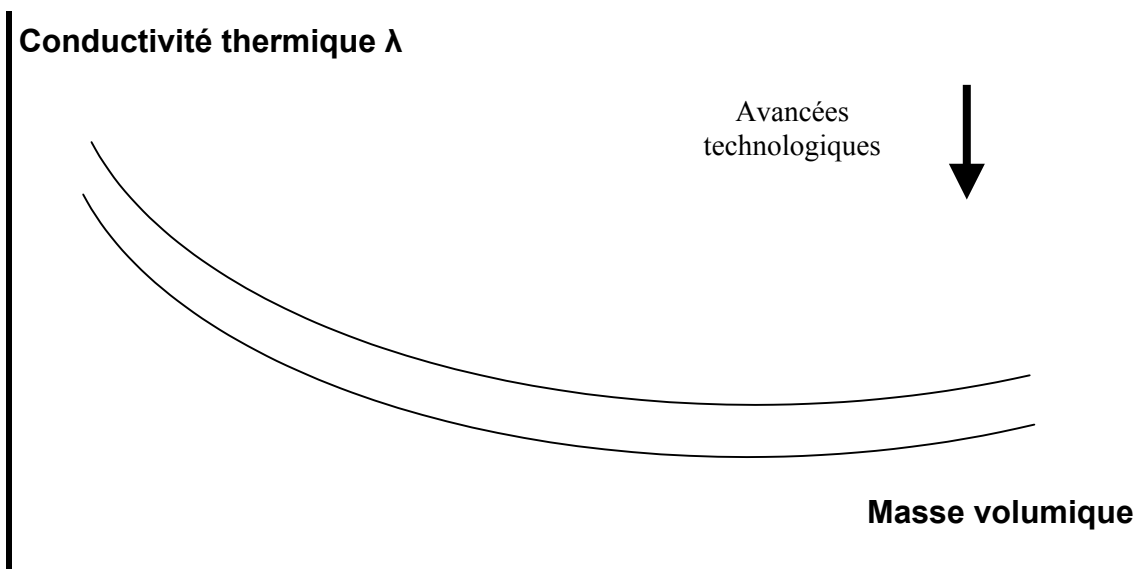 Conductivité thermique λ
Avancées
technologiques
Masse volumique